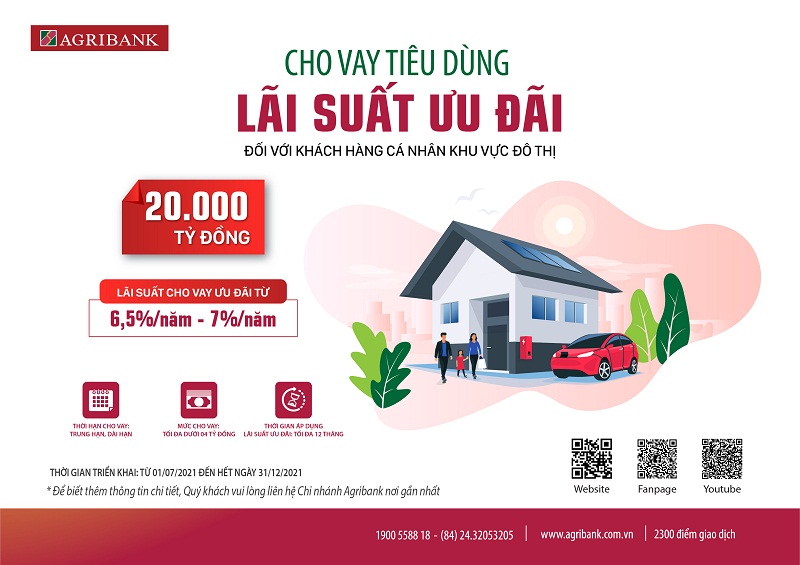 AGRIBANK
CHO VAY TIÊU DÙNG
LÃI SUẤT ƯU ĐÃI
ĐỐI VỚI KHÁCH HÀNG CÁ NHÂN KHU VỰC ĐÔ THỊ
20.000
TỶ ĐỒNG
LÃI SUẤT CHO VAY ƯU ĐÃI TỪ
6,5%/năm - 7%/năm
THỜI HẠN CHO VAY:
TRUNG HẠN, DÀI HẠN
MỨC CHO VAY:
TỐI ĐA DƯỚI 04 TỶ ĐỒNG
THỜI GIAN ÁP DỤNG
LÃI SUẤT ƯU ĐÃI: TỐI ĐA 12 THÁNG
THỜI GIAN TRIỂN KHAI: TỪ 01/07/2021 ĐẾN HẾT NGÀY 31/12/2021
* Để biết thêm thông tin chi tiết, Quý khách vui lòng liên hệ Chi nhánh Agribank nơi gần nhất
Website
Fanpage
Youtube
1900 5588 18 - (84) 24.32053205
www.agribank.com.vn
2300 điểm giao dịch